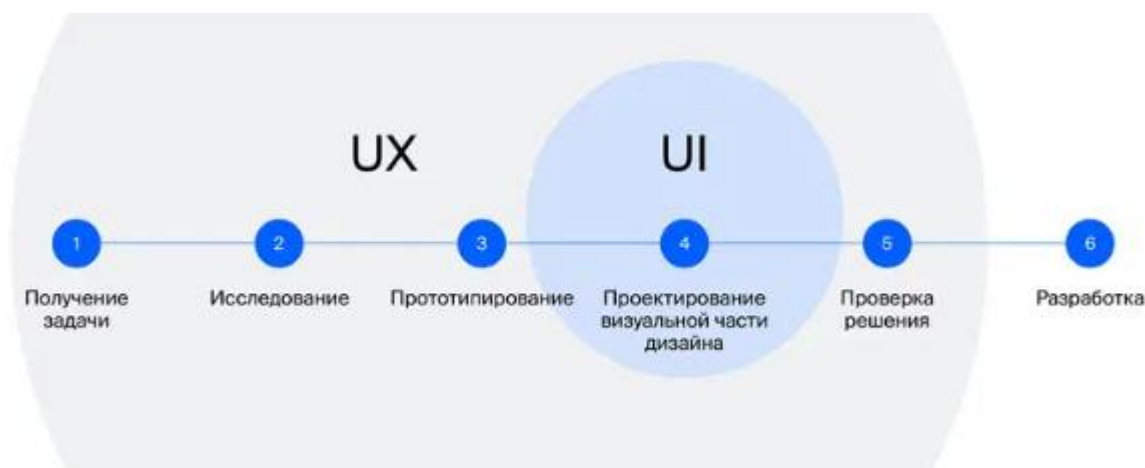 UX
UI
1
2
3
4
5
6
Получение
задачи
Исследование
Прототипирование
Проектирование
визуальной части
дизайна
Проверка
решения
Разработка